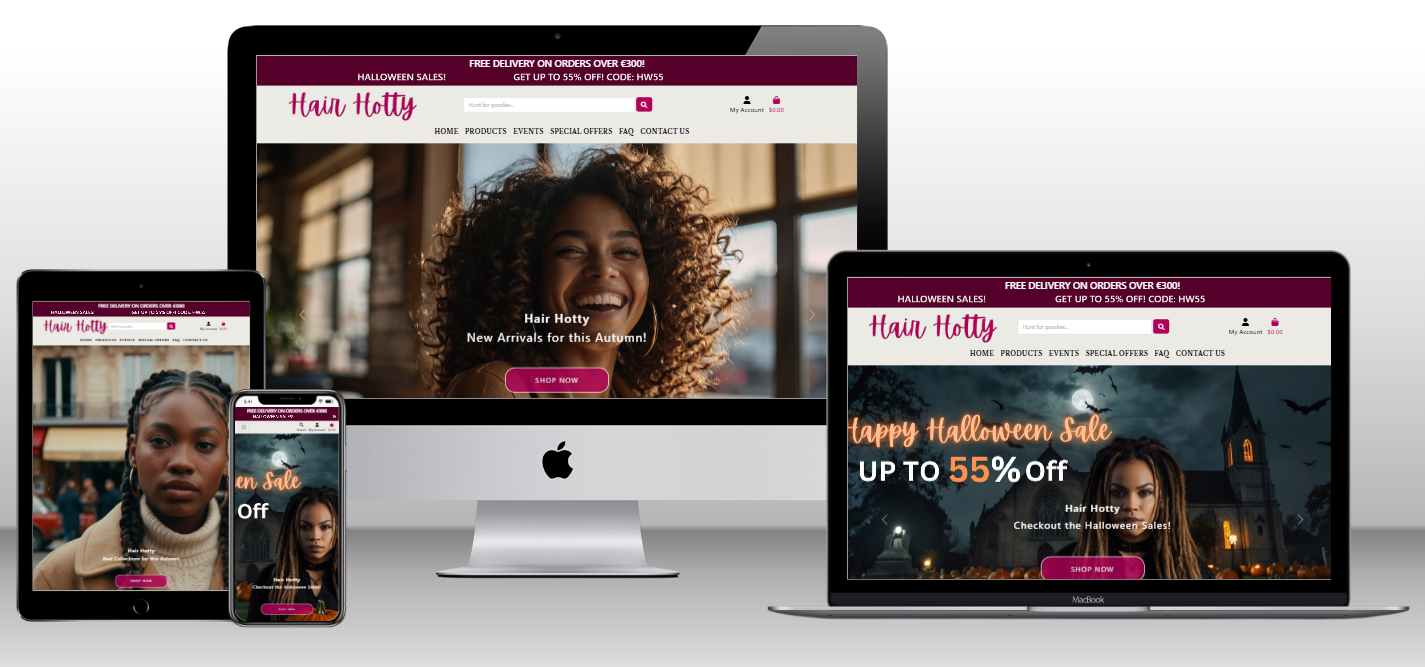 FREE DELIVERY ON ORDERS OVER €300!
HALLOWEEN SALES! GET UP TO 55% OFF! CODE: HW55
Hair Hotty
Hunt for goodies...
My Account $0.00
HOME PRODUCTS EVENTS SPECIAL OFFERS FAQ CONTACT US
Hair Hotty
New Arrivals for this Autumn!
SHOP NOW
FREE DELIVERY ON ORDERS OVER €300!
HALLOWEEN SALES! GET UP TO 55% OFF! CODE: HW55
Hair Hotty
Hunt for goodies...
My Account $0.00
HOME PRODUCTS EVENTS SPECIAL OFFERS FAQ CONTACT US
Hair Hotty
Best Collections for this Autumn
SHOP NOW
FREE DELIVERY ON ORDERS OVER €300!
HALLOWEEN SALES!
Search My Account
en Sale
Off
Hair Hotty
Checkout the Halloween Sales!
SHOP NOW
FREE DELIVERY ON ORDERS OVER €300!
HALLOWEEN SALES! GET UP TO 55% OFF! CODE: HW55
Hair Hotty
Hunt for goodies...
My Account $0.00
HOME PRODUCTS EVENTS SPECIAL OFFERS FAQ CONTACT US
Happy Halloween Sale
UP TO 55% Off
Hair Hotty
Checkout the Halloween Sales!
SHOP NOW
MacBook